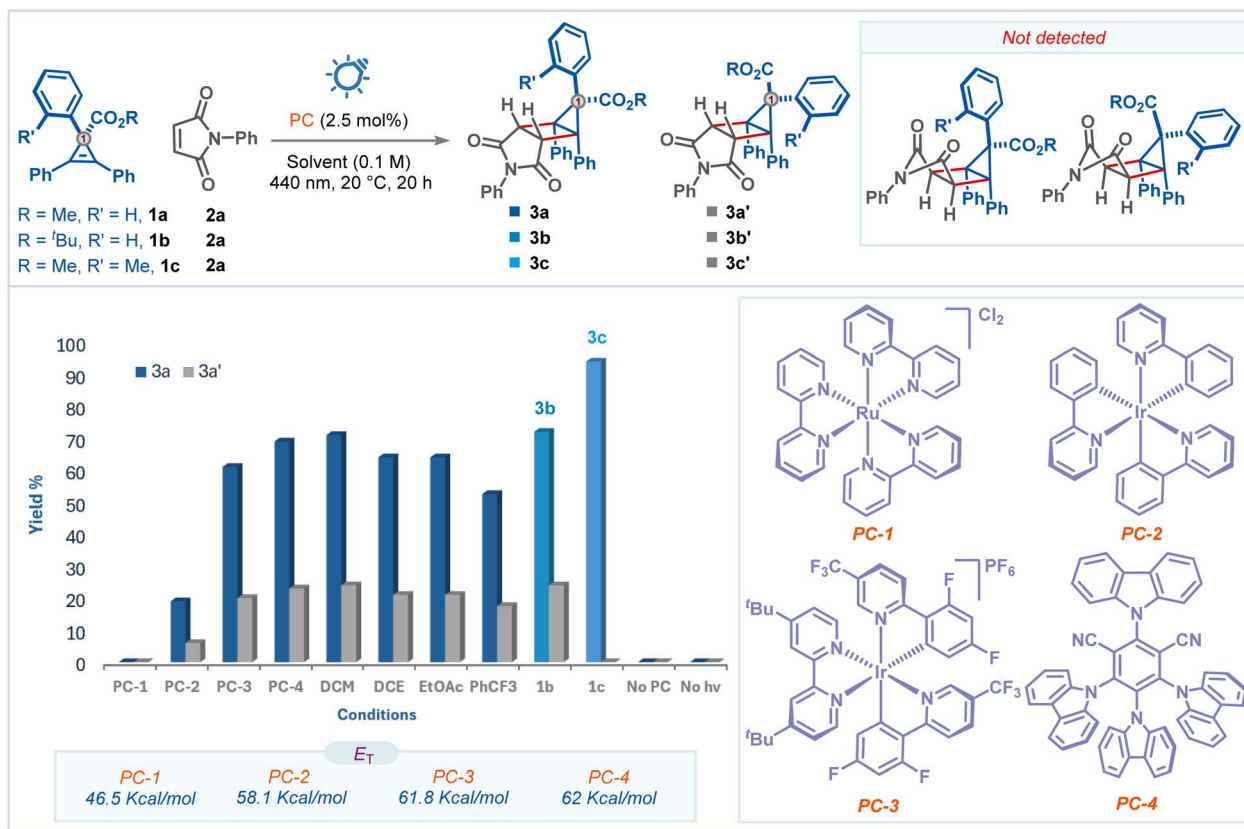 R'
CO2R
1
Ph
Ph
O
N-Ph
O
PC (2.5 mol%)
Solvent (0.1 M)
440 nm, 20 °C, 20 h
R'
1
CO2R
H
H
O
N
Ph
O
Ph
Ph
RO2C
1
R'
H
H
O
N
Ph
O
Ph
Ph
R = Me, R' = H, 1a 2a
R = tBu, R' = H, 1b 2a
R = Me, R' = Me, 1c 2a
3a
3b
3c
3a'
3b'
3c'
Not detected
R'
CO2R
O
O
N
Ph
H
H
Ph
Ph
RO2C
R'
O
O
N
Ph
H
H
Ph
Ph
Yield %
100
90
80
70
60
50
40
30
20
10
0
3a 3a'
3b
3c
PC-1 PC-2 PC-3 PC-4 DCM DCE EtOAc PhCF3 1b 1c No PC No hv
Conditions
ET
PC-1 PC-2 PC-3 PC-4
46.5 Kcal/mol 58.1 Kcal/mol 61.8 Kcal/mol 62 Kcal/mol
Cl2
N
N
N
Ru
N
N
N
PC-1
N
Ir
N
N
PC-2
PF6
F3C
F
tBu
N
N
F
Ir
N
N
CF3
tBu
F
F
PC-3
N
NC
CN
N
N
N
PC-4